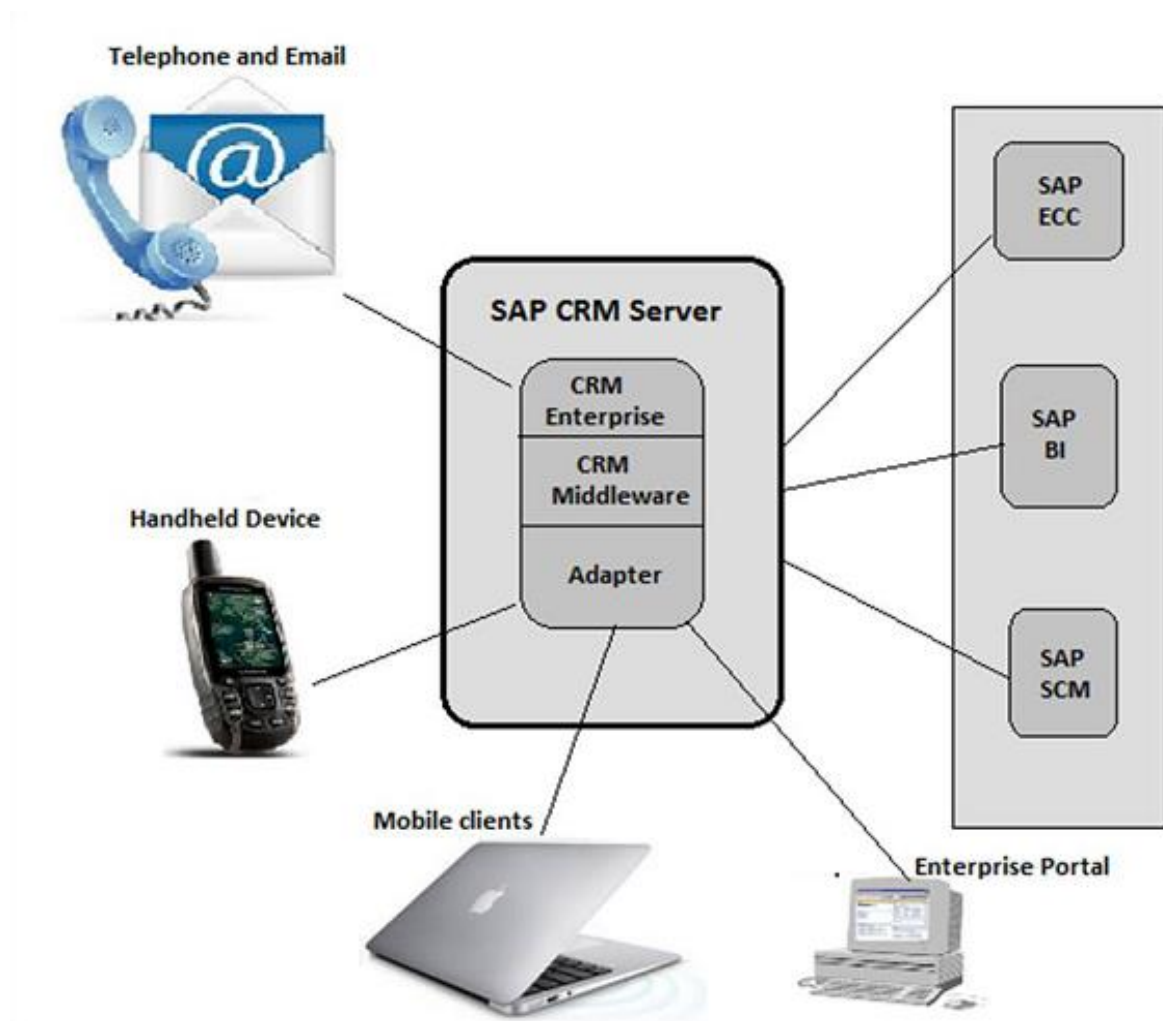 Telephone and Email
@
SAP CRM Server
CRM
Enterprise
CRM
Middleware
Adapter
SAP
ECC
SAP
BI
SAP
SCM
Handheld Device
Mobile clients
Enterprise Portal